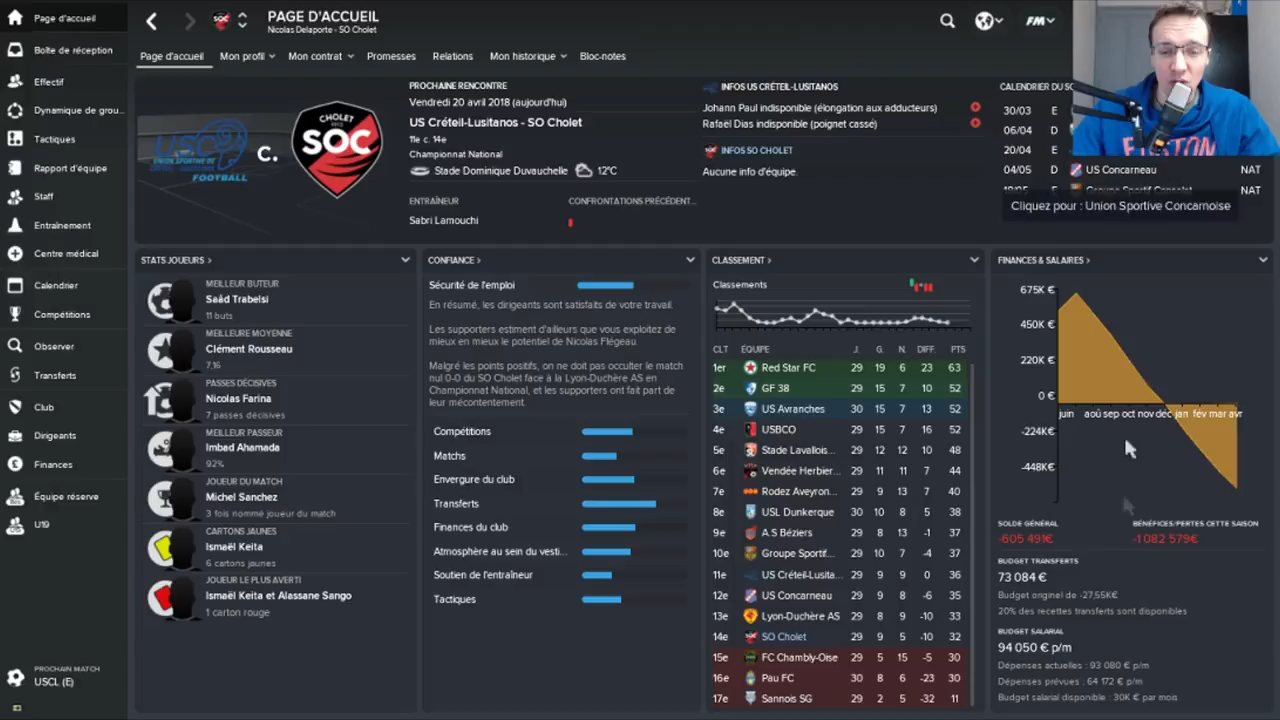 Page d'accueil
Boîte de réception
Effectif
Dynamique de grou...
Tactiques
Rapport d'équipe
Staff
Entraînement
Centre médical
Calendrier
Compétitions
Observer
Transferts
Club
Dirigeants
Finances
Équipe réserve
U19
PROCHAIN MATCH
USCL (E)
PAGE D'ACCUEIL
Nicolas Delaporte - SO Cholet
FM
Page d'accueil Mon profil Mon contrat Promesses Relations Mon historique Bloc-notes
FOOTBALL
c.
CHOLET
SOC
PROCHAINE RENCONTRE
Vendredi 20 avril 2018 (aujourd'hui)
US Créteil-Lusitanos - SO Cholet
11e c. 14e
Championnat National
Stade Dominique Duvauchelle 12°C
ENTRAÎNEUR CONFRONTATIONS PRÉCÉDENT...
Sabri Lamouchi
INFOS US CRÉTEIL-LUSITANOS
Johann Paul indisponible (élongation aux adducteurs)
Rafaël Dias indisponible (poignet cassé)
INFOS SO CHOLET
Aucune info d'équipe.
CALENDRIER DU SO
30/03 E
06/04 D
20/04 E
04/05 D US Concarneau NAT
NAT
Cliquez pour : Union Sportive Concarnoise
STATS JOUEURS >
MEILLEUR BUTEUR
Saâd Trabelsi
11 buts
MEILLEURE MOYENNE
Clément Rousseau
7,16
PASSES DÉCISIVES
Nicolas Farina
7 passes décisives
MEILLEUR PASSEUR
Imbad Ahamada
92%
JOUEUR DU MATCH
Michel Sanchez
3 fois nommé joueur du match
CARTONS JAUNES
Ismaël Keita
6 cartons jaunes
JOUEUR LE PLUS AVERTI
Ismaël Keita et Alassane Sango
1 carton rouge
CONFIANCE >
Sécurité de l'emploi
En résumé, les dirigeants sont satisfaits de votre travail.
Les supporters estiment d'ailleurs que vous exploitez de
mieux en mieux le potentiel de Nicolas Flégeau.
Malgré les points positifs, on ne doit pas occulter le match
nul 0-0 du SO Cholet face à la Lyon-Duchère AS en
Championnat National, et les supporters ont fait part de
leur mécontentement.
Compétitions
Matchs
Envergure du club
Transferts
Finances du club
Atmosphère au sein du vesti...
Soutien de l'entraîneur
Tactiques
CLASSEMENT >
Classements
CLT ÉQUIPE J. G. N. DIFF. PTS
1er Red Star FC 29 19 6 23 63
2e GF 38 29 15 7 10 52
3e US Avranches 30 15 7 13 52
4e USBCO 29 15 7 16 52
5e Stade Lavallois... 29 12 12 10 48
6e Vendée Herbier... 29 11 11 7 44
7e Rodez Aveyron... 29 9 13 7 40
8e USL Dunkerque 30 10 8 5 38
9e A.S Béziers 29 8 13 -1 37
10e Groupe Sportif... 29 10 7 -4 37
11e US Créteil-Lusita... 29 9 9 0 36
12e US Concarneau 29 9 8 -6 35
13e Lyon-Duchère AS 29 8 9 -10 33
14e SO Cholet 29 9 5 -10 32
15e FC Chambly-Oise 29 5 15 -5 30
16e Pau FC 30 8 6 -23 30
17e Sannois SG 29 2 5 -32 11
FINANCES & SALAIRES >
675K €
450K €
220K €
0 €
-224K€
-448K€
juin aoû sep oct nov déc jan fév mar avr
SOLDE GÉNÉRAL BÉNÉFICES/PERTES CETTE SAISON
-605 491€ -1 082 579€
BUDGET TRANSFERTS
73 084 €
Budget originel de -27,55K€
20% des recettes transferts sont disponibles
BUDGET SALARIAL
94 050 € p/m
Dépenses actuelles : 93 080 € p/m
Dépenses prévues : 64 172 € p/m
Budget salarial disponible : 30K € par mois